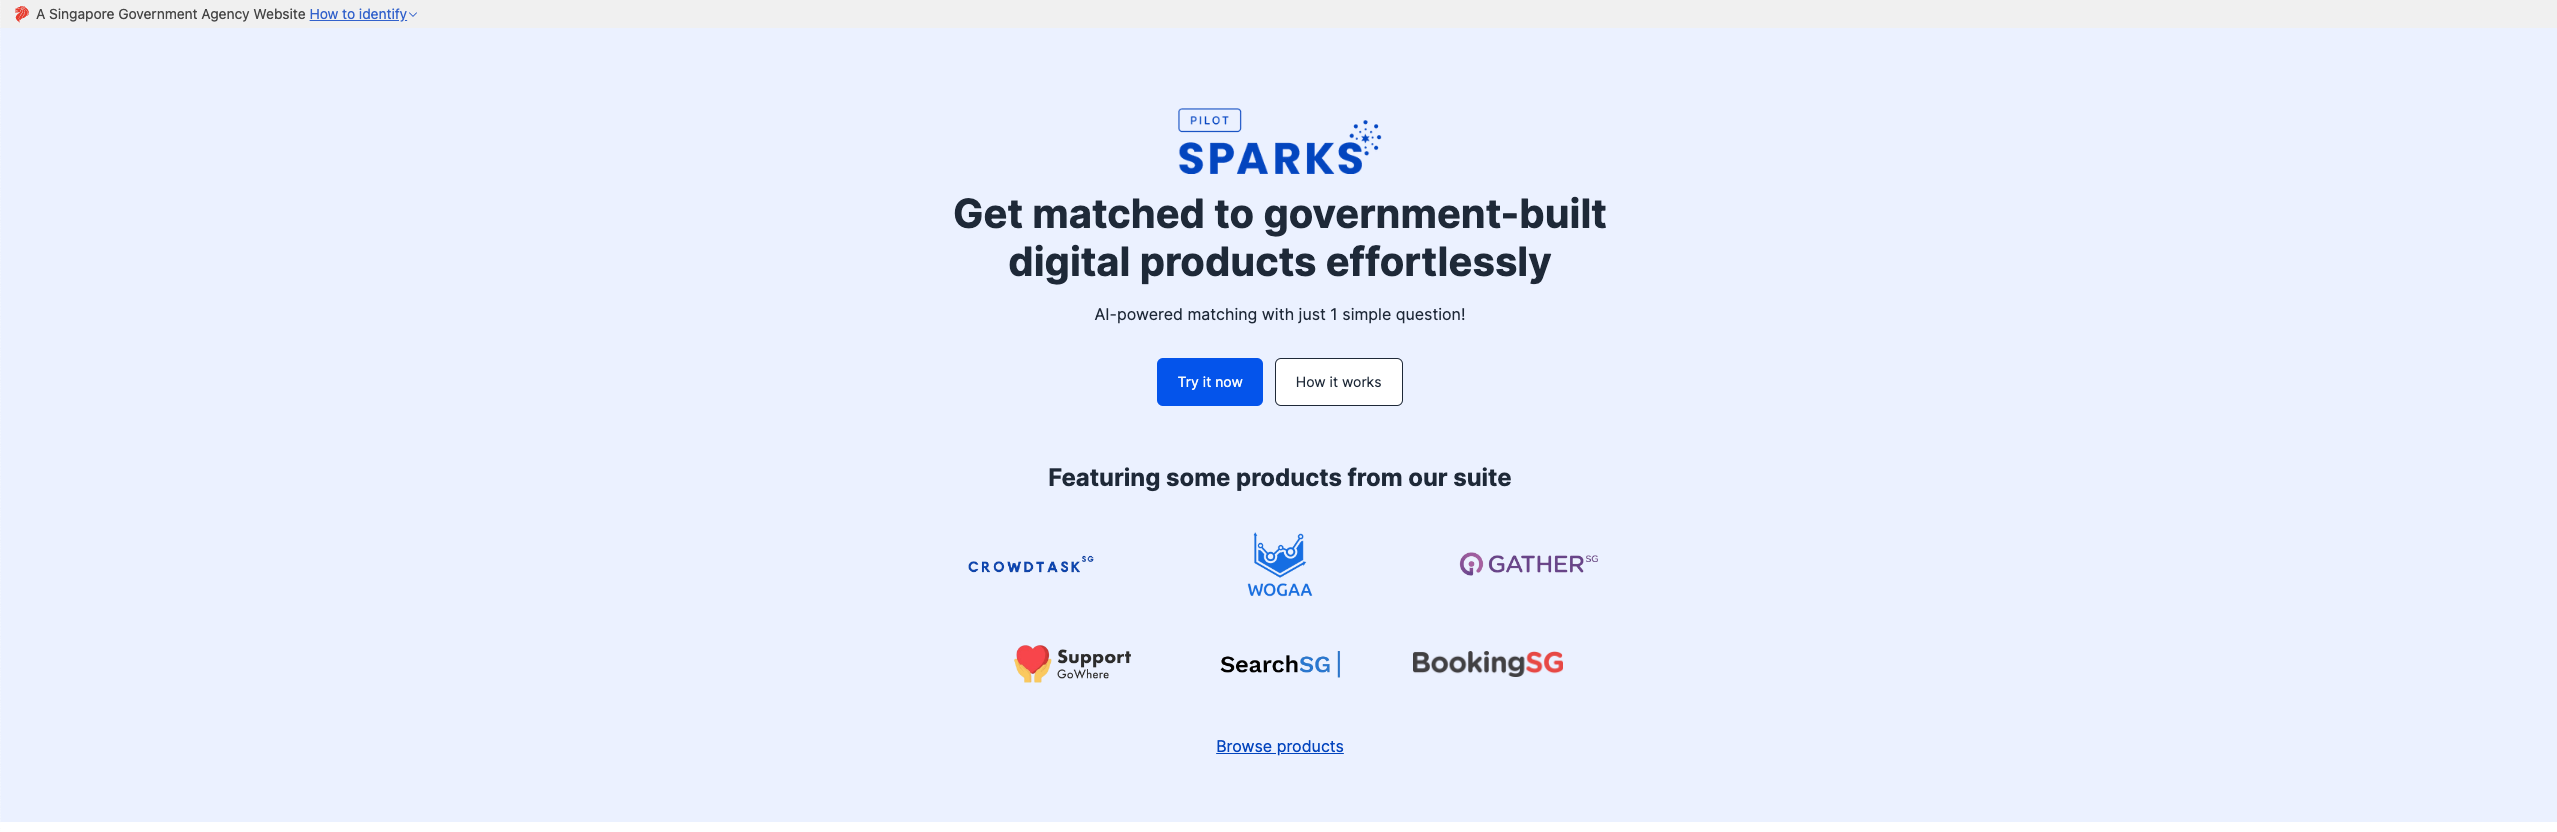 A Singapore Government Agency Website How to identify
PILOT
SPARKS
Get matched to government-built
digital products effortlessly
AI-powered matching with just 1 simple question!
Try it now
How it works
Featuring some products from our suite
CROWDTASK SG
WOGAA
GATHER SG
Support
GoWhere
SearchSG
BookingSG
Browse products